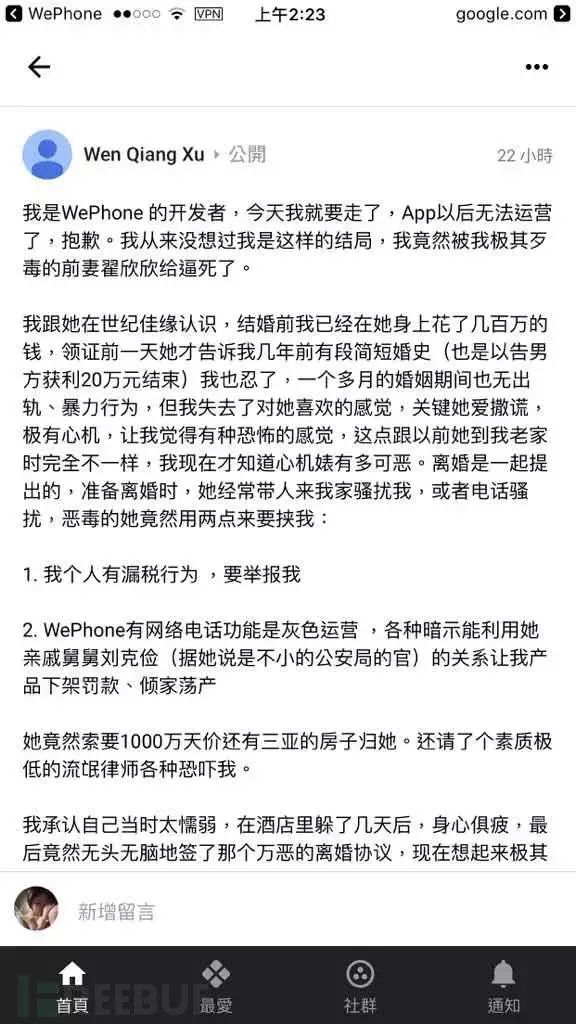 WePhone VPN 上午2:23 google.com
Wen Qiang Xu 公開 22 小時
我是WePhone 的开发者，今天我就要走了，App以后无法运营
了，抱歉。我从来没想过我是这样的结局，我竟然被我极其歹
毒的前妻翟欣欣给逼死了。
我跟她在世纪佳缘认识，结婚前我已经在她身上花了几百万的
钱，领证前一天她才告诉我几年前有段简短婚史（也是以告男
方获利20万元结束）我也忍了，一个多月的婚姻期间也无出
轨、暴力行为，但我失去了对她喜欢的感觉，关键她爱撒谎，
极有心机，让我觉得有种恐怖的感觉，这点跟以前她到我老家
时完全不一样，我现在才知道心机婊有多可恶。离婚是一起提
出的，准备离婚时，她经常带人来我家骚扰我，或者电话骚
扰，恶毒的她竟然用两点来要挟我：
1. 我个人有漏税行为 ，要举报我
2. WePhone有网络电话功能是灰色运营 ，各种暗示能利用她
亲戚舅舅刘克俭（据她说是不小的公安局的官）的关系让我产
品下架罚款、倾家荡产
她竟然索要1000万天价还有三亚的房子归她。还请了个素质极
低的流氓律师各种恐吓我。
我承认自己当时太懦弱，在酒店里躲了几天后，身心俱疲，最
后竟然无头无脑地签了那个万恶的离婚协议，现在想起来极其
新增留言
首頁 最愛 社群 通知
REEBUF